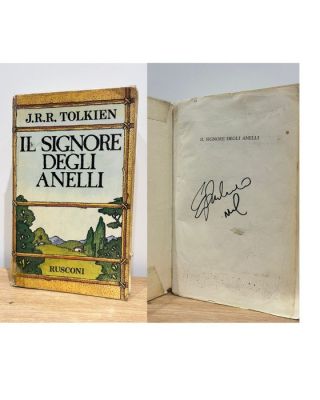 J.R.R. TOLKIEN
IL SIGNORE
DEGLI
ANELLI
RUSCONI
IL SIGNORE DEGLI ANELLI